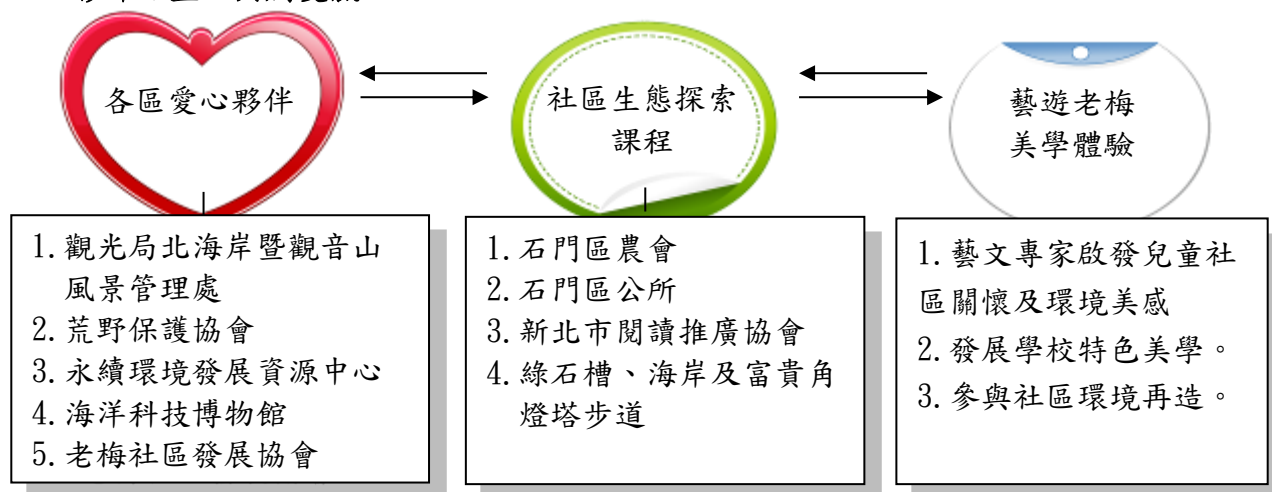 各區愛心夥伴
社區生態探索
課程
藝遊老梅
美學體驗
1.觀光局北海岸暨觀音山
風景管理處
2.荒野保護協會
3.永續環境發展資源中心
4.海洋科技博物館
5.老梅社區發展協會
1.石門區農會
2.石門區公所
3.新北市閱讀推廣協會
4.綠石槽、海岸及富貴角
燈塔步道
1.藝文專家啟發兒童社
區關懷及環境美感
2.發展學校特色美學。
3.參與社區環境再造。